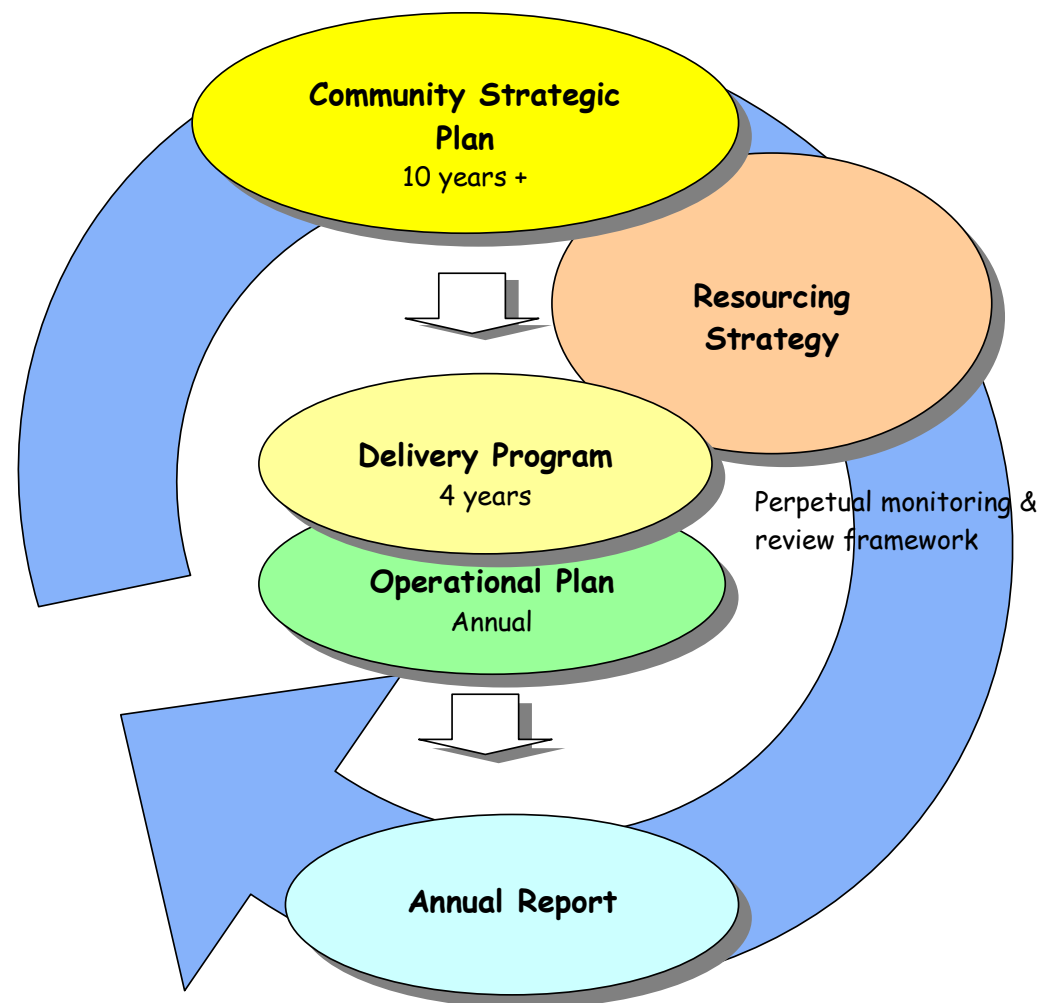 Community Strategic
Plan
10 years +
Resourcing
Strategy
Delivery Program
4 years
Perpetual monitoring &
review framework
Operational Plan
Annual
Annual Report